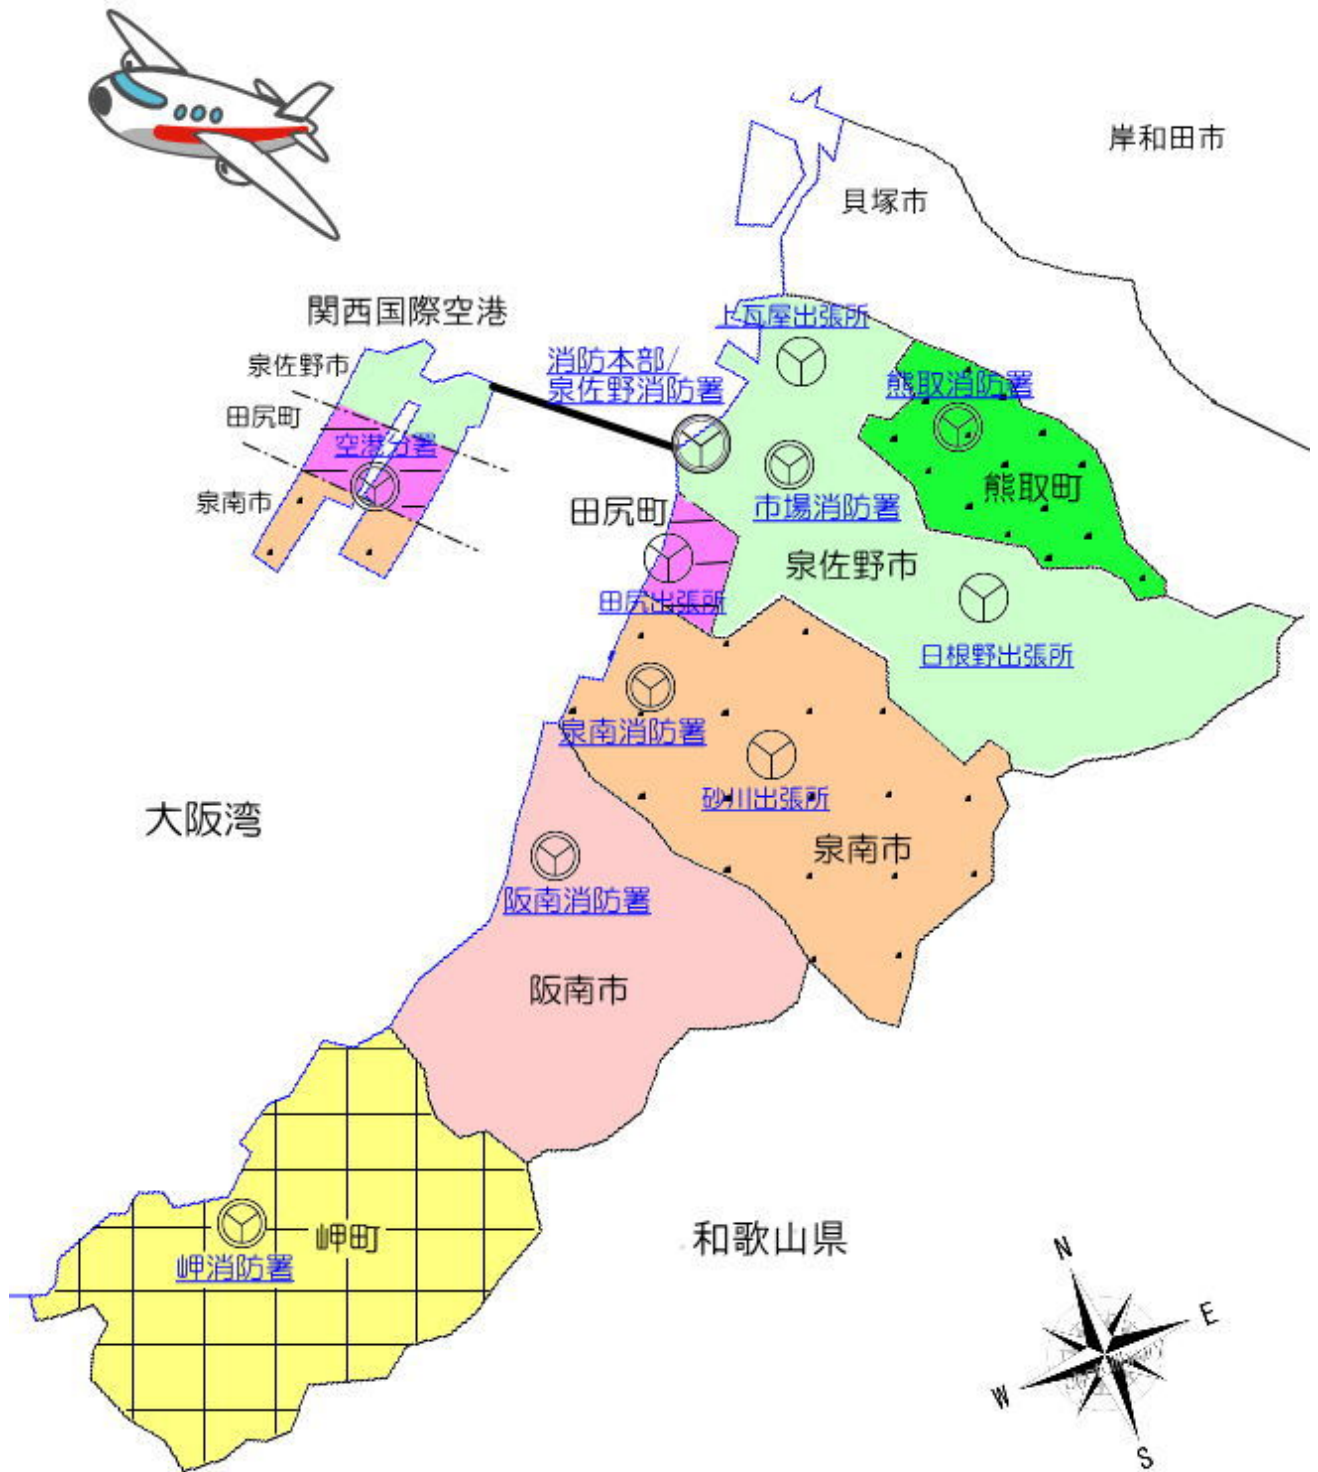 岸和田市
貝塚市
関西国際空港
上瓦屋出張所
泉佐野市
消防本部/
泉佐野消防署
熊取消防署
田尻町
空港分署
泉南市
田尻町
市場消防署
熊取町
泉佐野市
田尻出張所
日根野出張所
泉南消防署
砂川出張所
大阪湾
泉南市
阪南消防署
阪南市
和歌山県
岬町
岬消防署
N
E
W
S